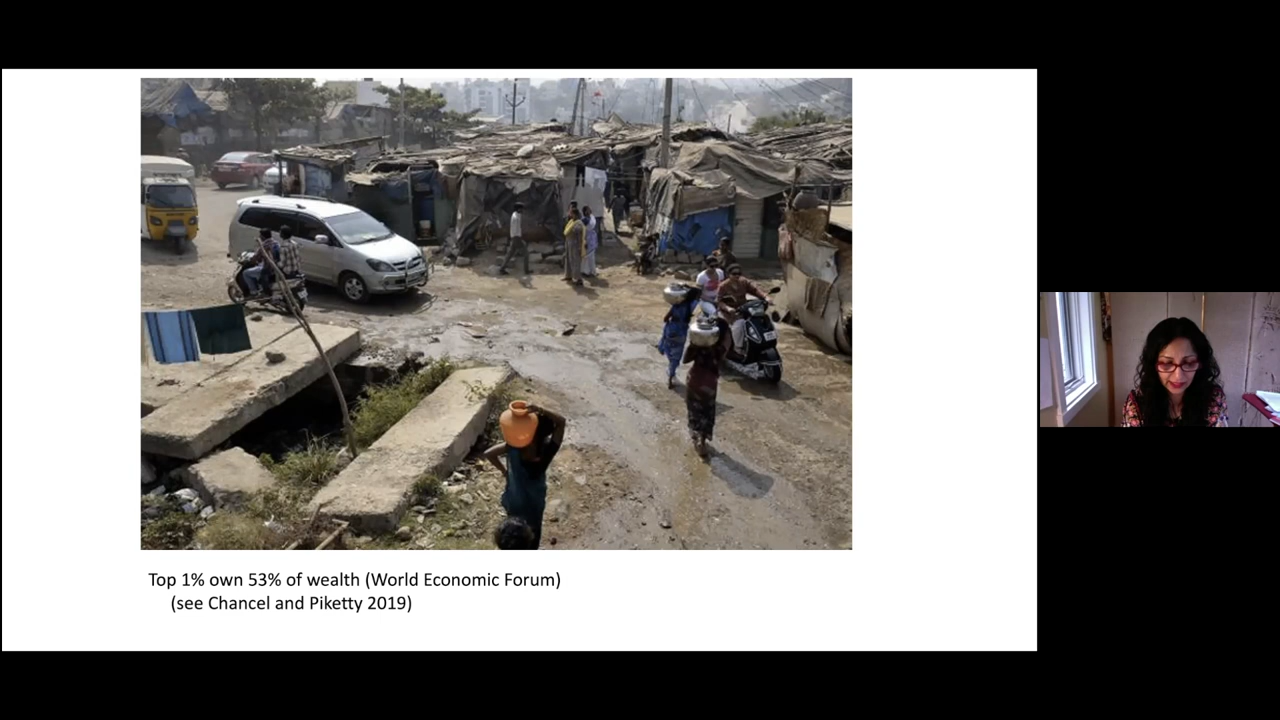 Top 1% own 53% of wealth (World Economic Forum)
(see Chancel and Piketty 2019)